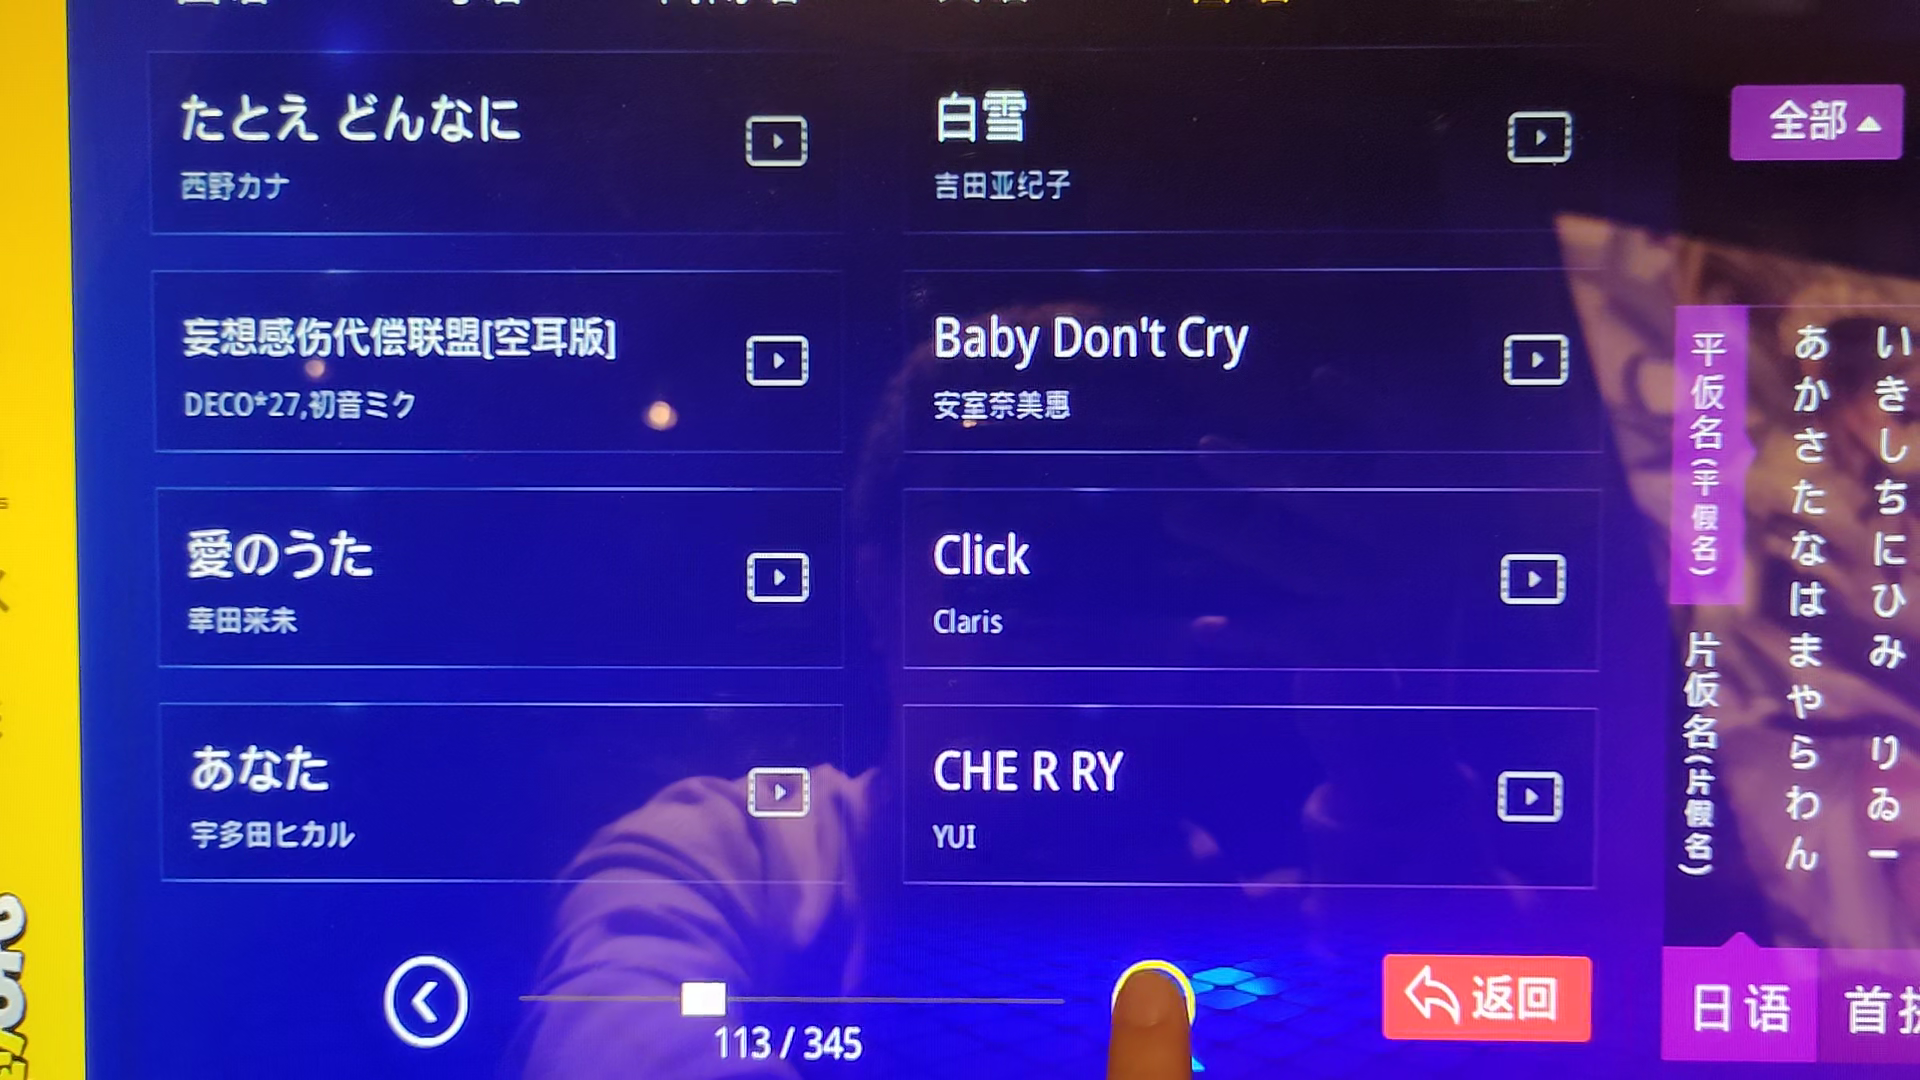 たとえ どんなに
西野カナ
白雪
吉田亚纪子
全部
妄想感伤代偿联盟[空耳版]
DECO*27,初音ミク
Baby Don't Cry
安室奈美惠
愛のうた
幸田来未
Click
Claris
あなた
宇多田ヒカル
CHE R RY
YUI
平仮名(平假名)
片仮名(片假名)
あかさたなはまやらわん
いきしちにひみ りゐー
113 / 345
返回
日语
首